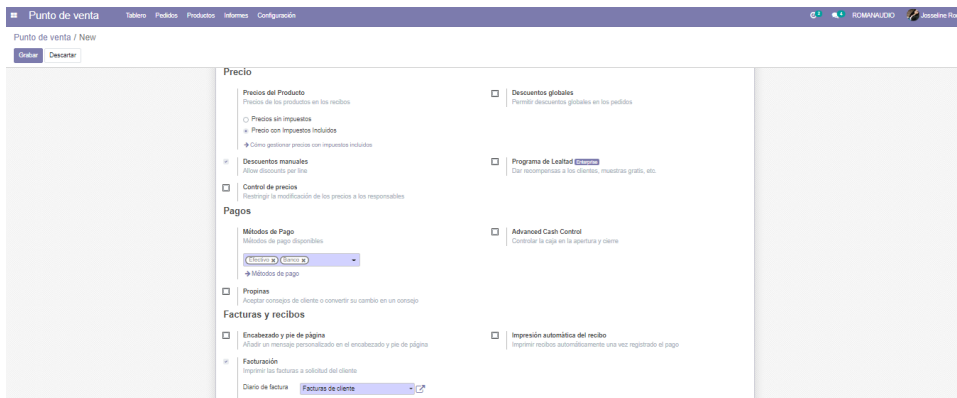 Punto de venta Tablero Pedidos Productos Informes Configuración ROMANAUDIO
Punto de venta / New
Grabar Descartar
Precio
Precios del Producto
Precios de los productos en los recibos
Precios sin impuestos
Precio con Impuestos Incluidos
Cómo gestionar precios con impuestos incluidos
Descuentos globales
Permitir descuentos globales en los pedidos
Descuentos manuales
Allow discounts per line
Programa de Lealtad Enterprise
Dar recompensas a los clientes, muestras gratis, etc.
Control de precios
Restringir la modificación de los precios a los responsables
Pagos
Métodos de Pago
Métodos de pago disponibles
Efectivo x Banco x
Métodos de pago
Advanced Cash Control
Controlar la caja en la apertura y cierre
Propinas
Aceptar consejos de cliente o convertir su cambio en un consejo
Facturas y recibos
Encabezado y pie de página
Añadir un mensaje personalizado en el encabezado y pie de página
Impresión automática del recibo
Imprimir recibos automáticamente una vez registrado el pago
Facturación
Imprimir las facturas a solicitud del cliente
Diario de factura Facturas de cliente